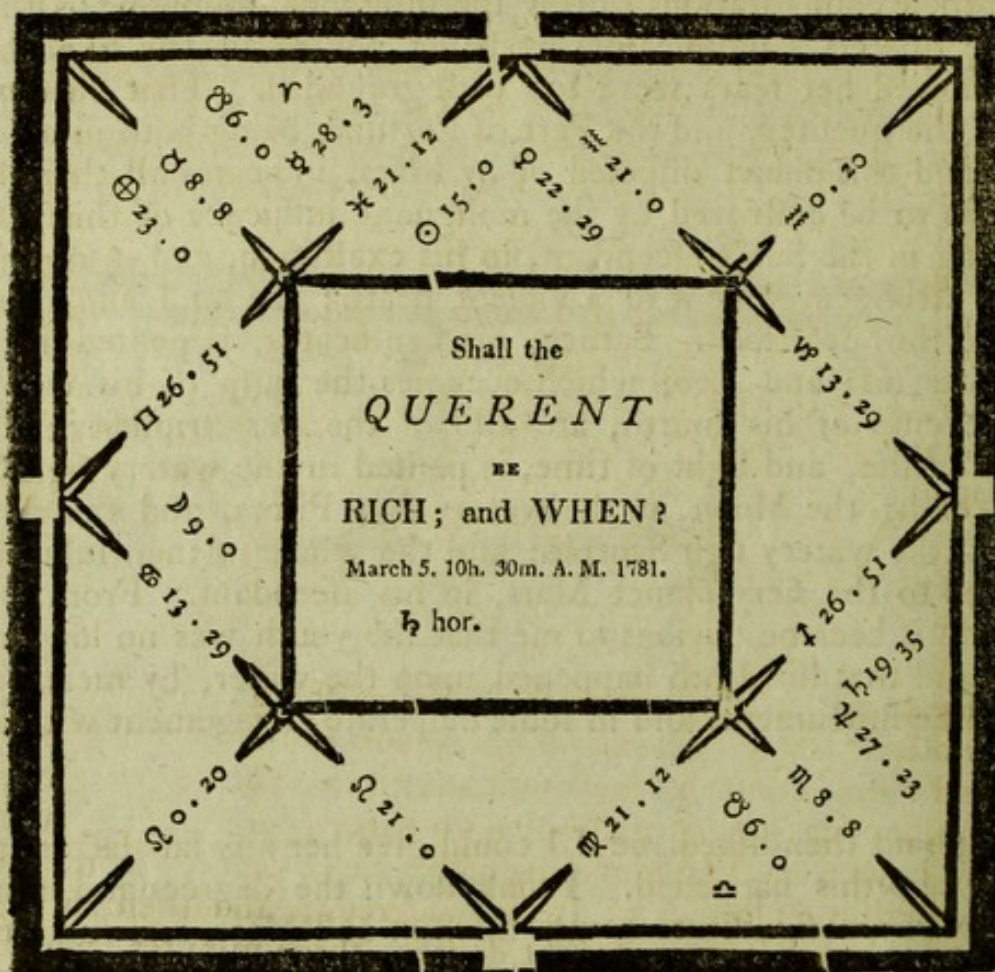 ☊ 6 . 0
♈
☿ 28 . 3
♉ 8 . 8
⊗ 23 . 0
♓ 21 . 12
☉ 15 . 0
♀ 22 . 29
♒ 21 . 0
♒ 0 . 20
♑ 13 . 29
♊ 26 . 51
☽ 9 . 0
♋ 13 . 29
Shall the
QUERENT
BE
RICH; and WHEN?
March 5. 10h. 30m. A. M. 1781.
♄ hor.
♐ 26 . 51
♄ 19 35
♃ 27 . 23
♏ 8 . 8
☋ 6 . 0
♎
♍ 21 . 12
♌ 21 . 0
♌ 0 . 20